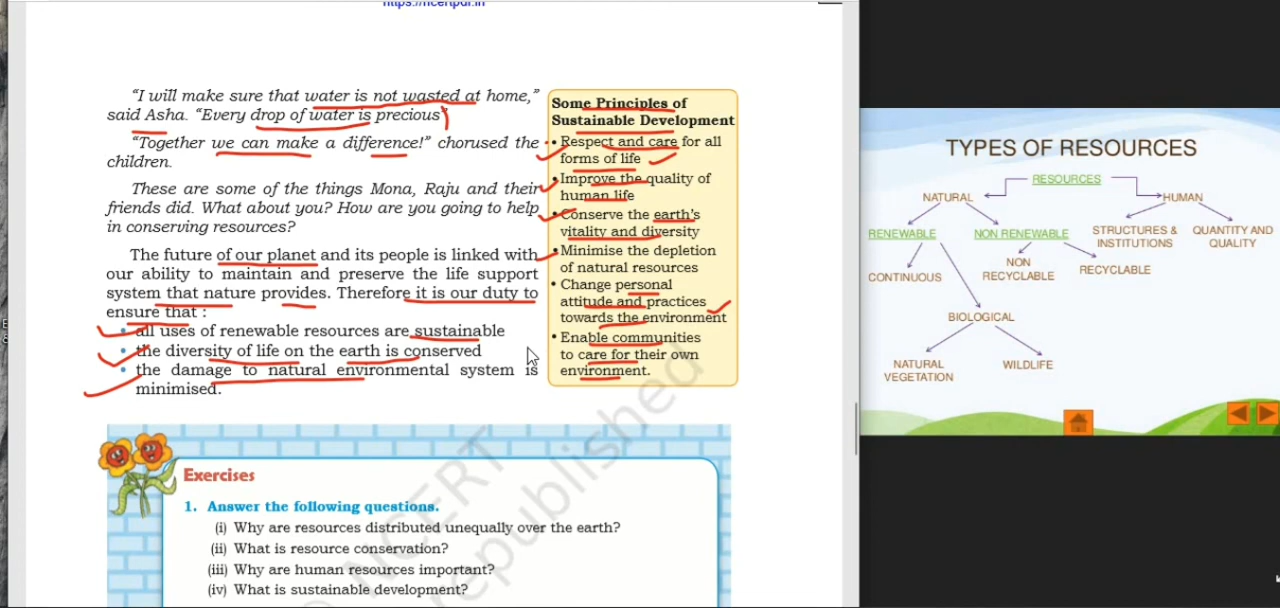 https://ncertpdf.in
“I will make sure that water is not wasted at home,”
said Asha. “Every drop of water is precious”
“Together we can make a difference!” chorused the
children.
These are some of the things Mona, Raju and their
friends did. What about you? How are you going to help
in conserving resources?
The future of our planet and its people is linked with
our ability to maintain and preserve the life support
system that nature provides. Therefore it is our duty to
ensure that :
• all uses of renewable resources are sustainable
• the diversity of life on the earth is conserved
• the damage to natural environmental system is
minimised.
Some Principles of
Sustainable Development
• Respect and care for all
forms of life
• Improve the quality of
human life
• Conserve the earth’s
vitality and diversity
• Minimise the depletion
of natural resources
• Change personal
attitude and practices
towards the environment
• Enable communities
to care for their own
environment.
Exercises
1. Answer the following questions.
(i) Why are resources distributed unequally over the earth?
(ii) What is resource conservation?
(iii) Why are human resources important?
(iv) What is sustainable development?
© NCERT
republished
TYPES OF RESOURCES
RESOURCES
NATURAL
HUMAN
RENEWABLE
NON RENEWABLE
STRUCTURES &
INSTITUTIONS
QUANTITY AND
QUALITY
CONTINUOUS
NON
RECYCLABLE
RECYCLABLE
BIOLOGICAL
NATURAL
VEGETATION
WILDLIFE